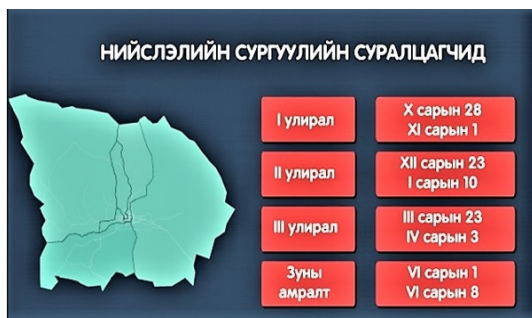 НИЙСЛЭЛИЙН СУРГУУЛИЙН СУРАЛЦАГЧИД
I улирал
X сарын 28
XI сарын 1
II улирал
XII сарын 23
I сарын 10
III улирал
III сарын 23
IV сарын 3
Зуны
амралт
VI сарын 1
VI сарын 8